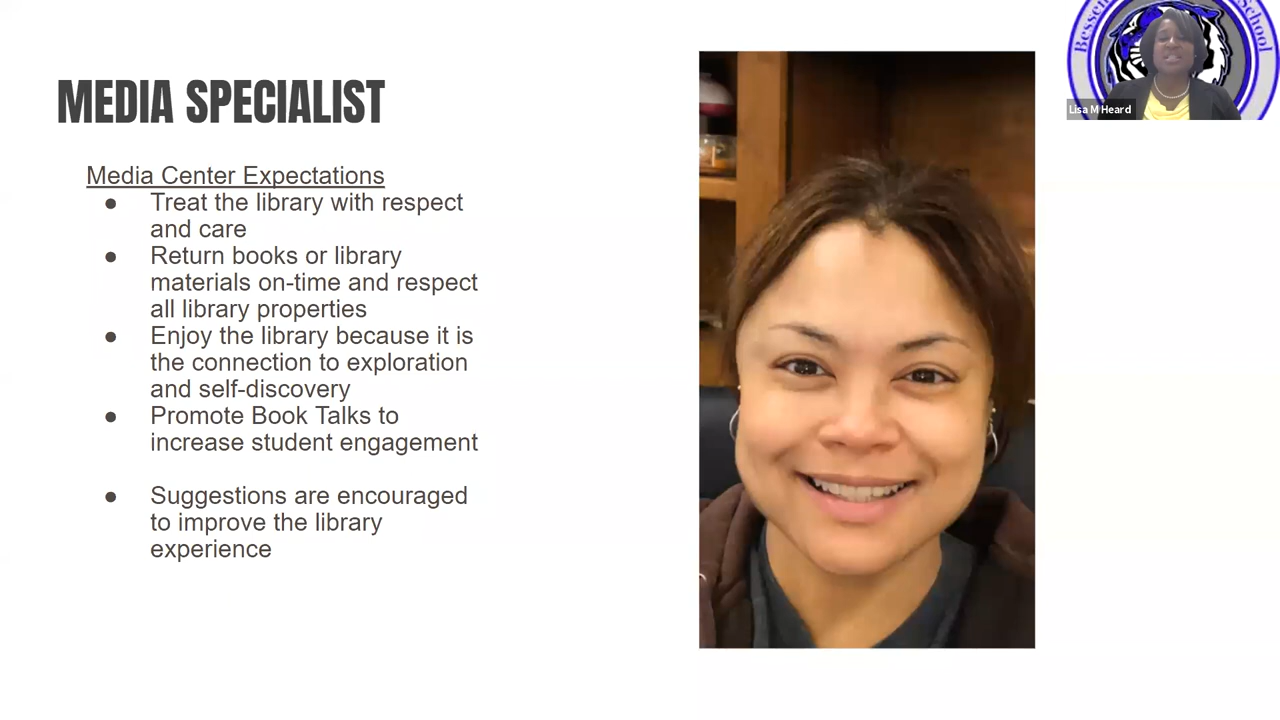 MEDIA SPECIALIST
Media Center Expectations
● Treat the library with respect
and care
● Return books or library
materials on-time and respect
all library properties
● Enjoy the library because it is
the connection to exploration
and self-discovery
● Promote Book Talks to
increase student engagement
● Suggestions are encouraged
to improve the library
experience
Lisa M Heard